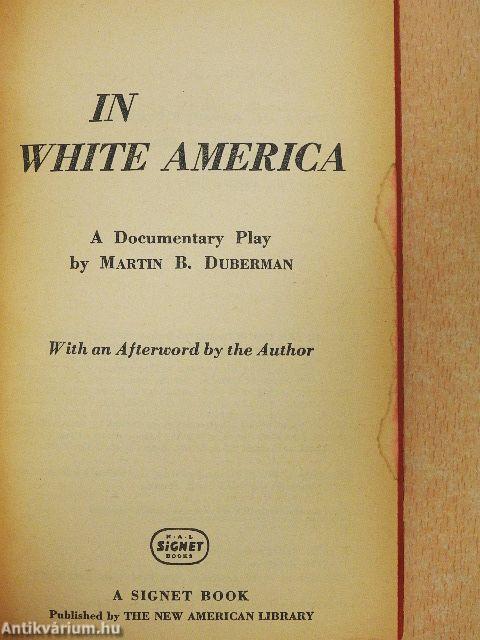 IN
WHITE AMERICA
A Documentary Play
by MARTIN B. DUBERMAN
With an Afterword by the Author
N·A·L
SIGNET
BOOKS
A SIGNET BOOK
Published by THE NEW AMERICAN LIBRARY
Antikvárium.hu